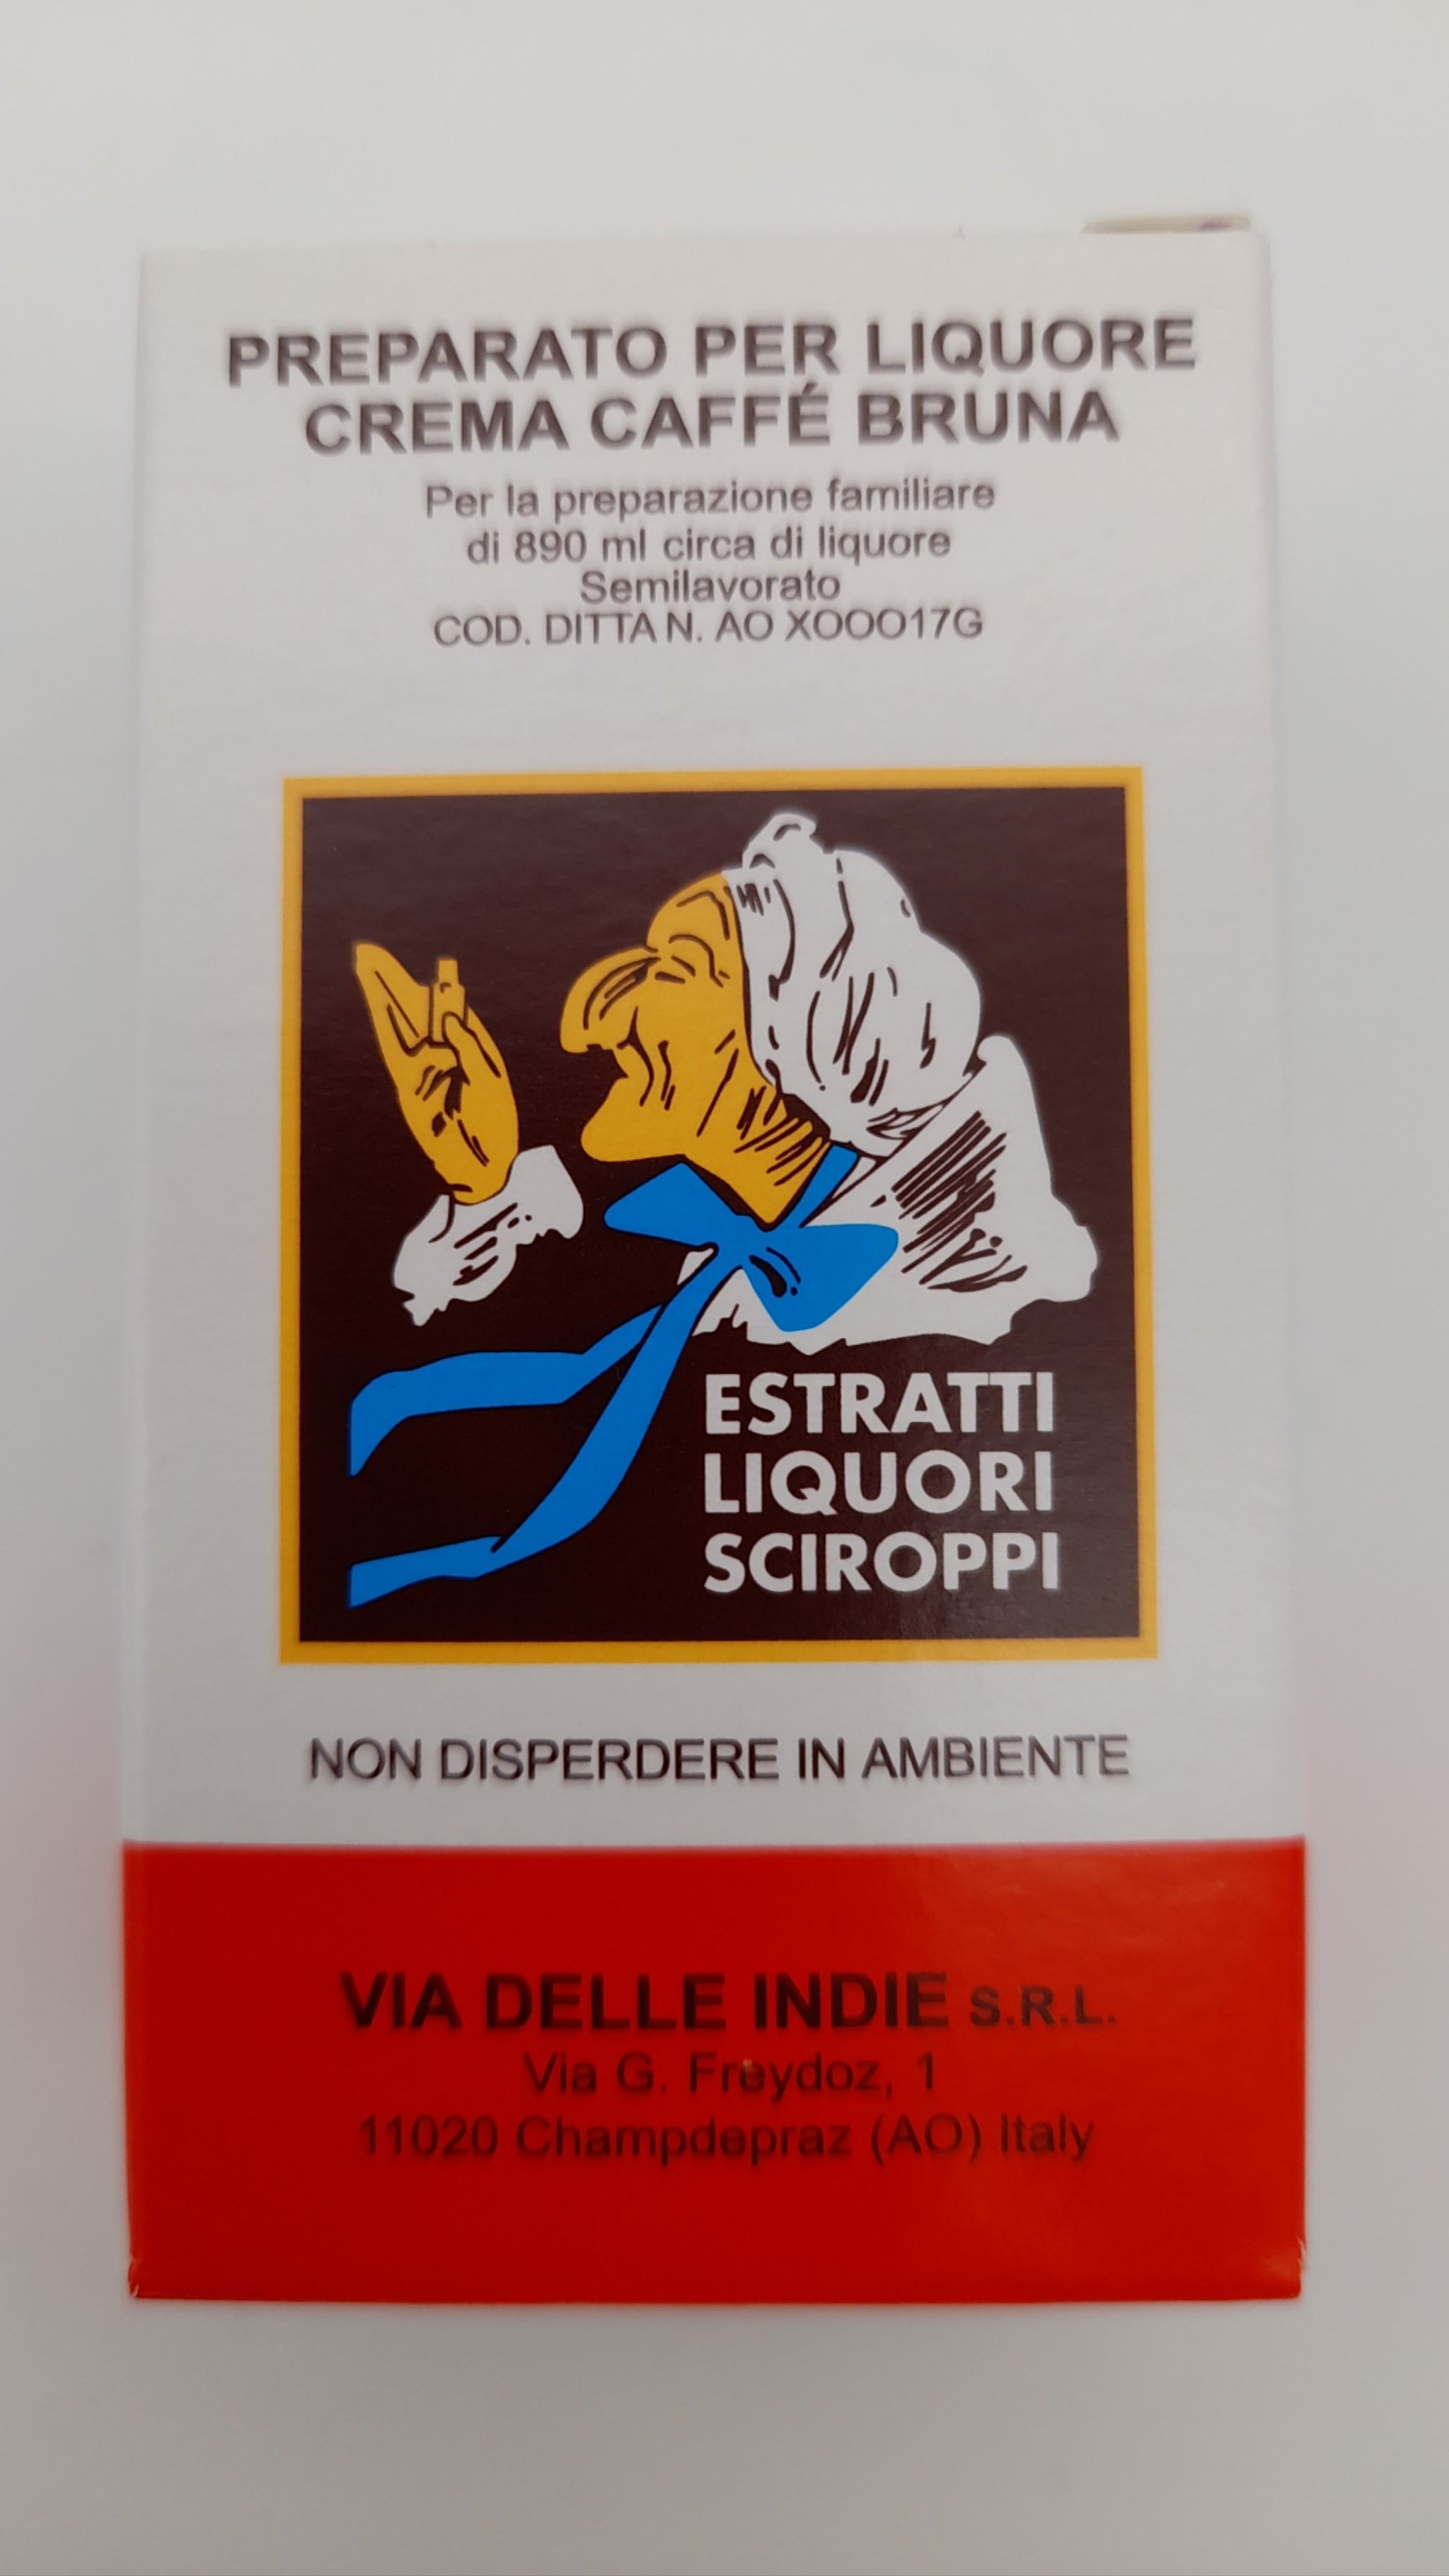 PREPARATO PER LIQUORE
CREMA CAFFÉ BRUNA
Per la preparazione familiare
di 890 ml circa di liquore
Semilavorato
COD. DITTA N. AO XOOO17G
ESTRATTI
LIQUORI
SCIROPPI
NON DISPERDERE IN AMBIENTE
VIA DELLE INDIE S.R.L.
Via G. Freydoz, 1
11020 Champdepraz (AO) Italy